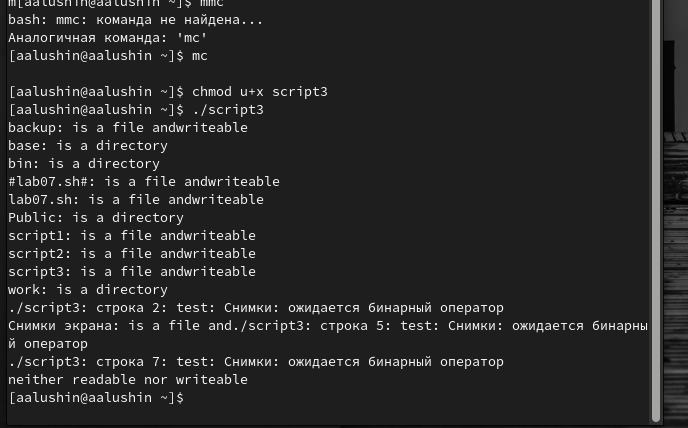 m[aalushin@aalushin ~]$ mmc
bash: mmc: команда не найдена...
Аналогичная команда: 'mc'
[aalushin@aalushin ~]$ mc
[aalushin@aalushin ~]$ chmod u+x script3
[aalushin@aalushin ~]$ ./script3
backup: is a file andwriteable
base: is a directory
bin: is a directory
#lab07.sh#: is a file andwriteable
lab07.sh: is a file andwriteable
Public: is a directory
script1: is a file andwriteable
script2: is a file andwriteable
script3: is a file andwriteable
work: is a directory
./script3: строка 2: test: Снимки: ожидается бинарный оператор
Снимки экрана: is a file and./script3: строка 5: test: Снимки: ожидается бинарны
й оператор
./script3: строка 7: test: Снимки: ожидается бинарный оператор
neither readable nor writeable
[aalushin@aalushin ~]$